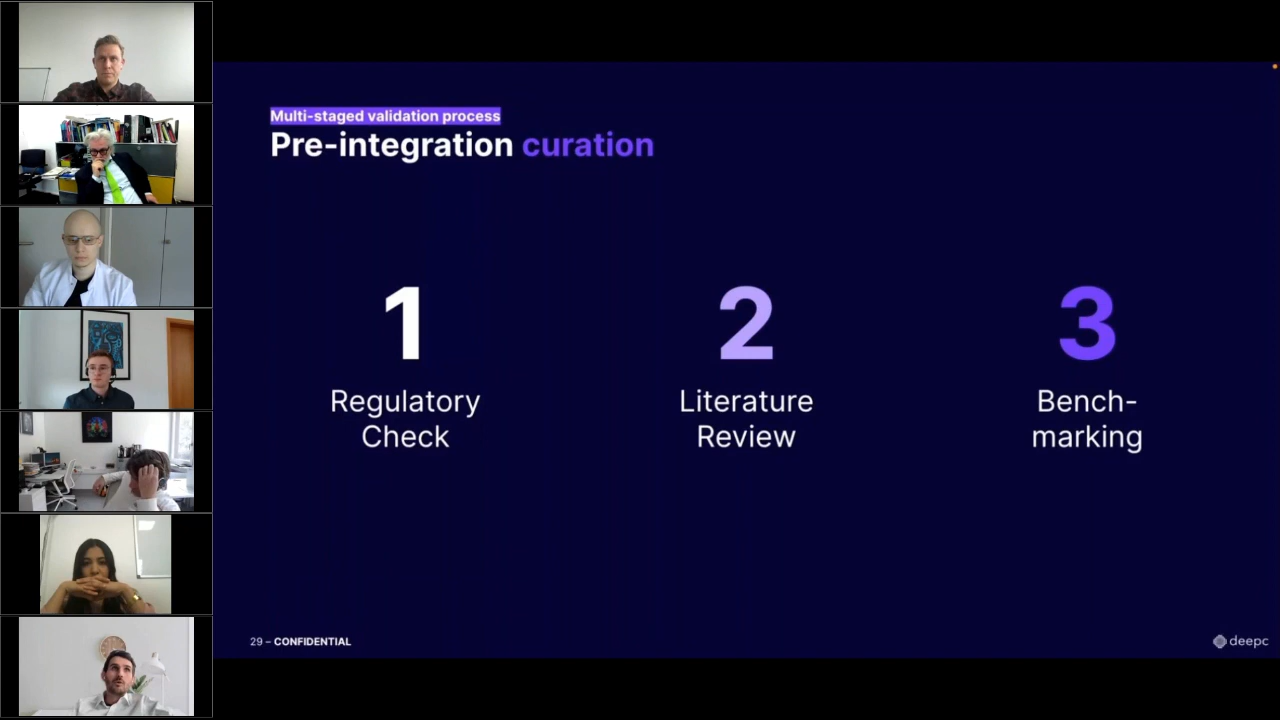 Multi-staged validation process
Pre-integration curation
1
2
3
Regulatory
Check
Literature
Review
Bench-
marking
29 – CONFIDENTIAL
deepc